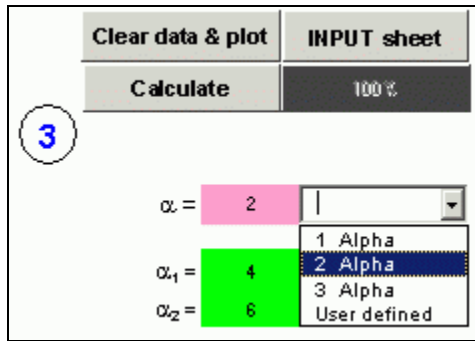 Clear data & plot INPUT sheet
Calculate 100%
3
α = 2
1 Alpha
2 Alpha
α₁ = 4
3 Alpha
α₂ = 6 User defined